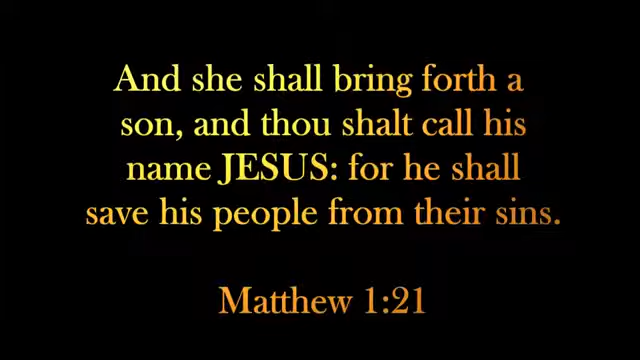 And she shall bring forth a
son, and thou shalt call his
name JESUS: for he shall
save his people from their sins.
Matthew 1:21